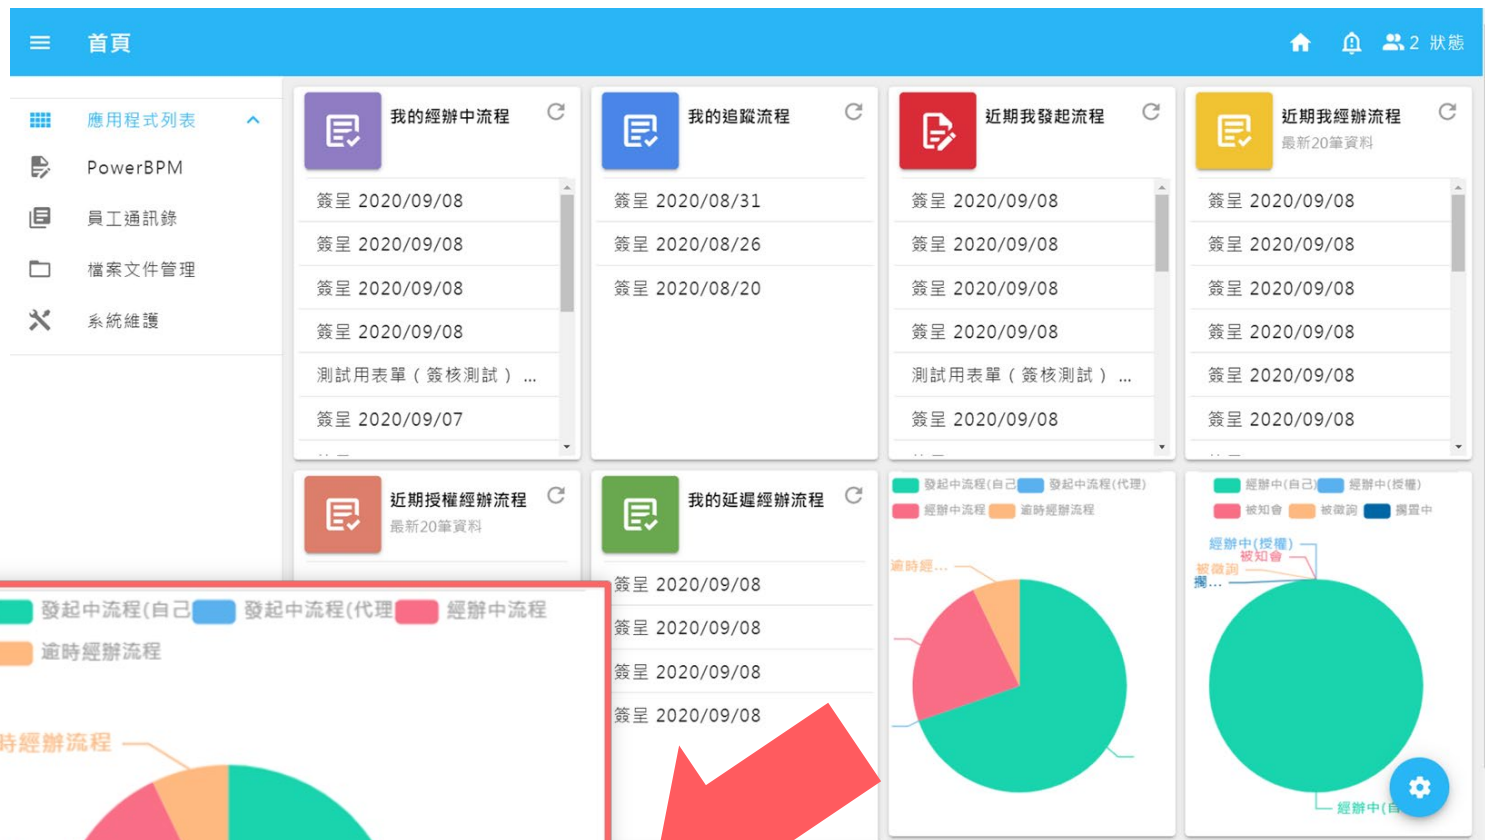 首頁
2 狀態
應用程式列表
PowerBPM
員工通訊錄
檔案文件管理
系統維護
我的經辦中流程
簽呈 2020/09/08
簽呈 2020/09/08
簽呈 2020/09/08
簽呈 2020/09/08
測試用表單（簽核測試） ...
簽呈 2020/09/07
我的追蹤流程
簽呈 2020/08/31
簽呈 2020/08/26
簽呈 2020/08/20
近期我發起流程
簽呈 2020/09/08
簽呈 2020/09/08
簽呈 2020/09/08
簽呈 2020/09/08
測試用表單（簽核測試） ...
簽呈 2020/09/08
近期我經辦流程
最新20筆資料
簽呈 2020/09/08
簽呈 2020/09/08
簽呈 2020/09/08
簽呈 2020/09/08
簽呈 2020/09/08
簽呈 2020/09/08
近期授權經辦流程
最新20筆資料
我的延遲經辦流程
簽呈 2020/09/08
簽呈 2020/09/08
簽呈 2020/09/08
簽呈 2020/09/08
發起中流程(自己 發起中流程(代理)
經辦中流程 逾時經辦流程
逾時經...
經辦中(自己) 經辦中(授權)
被知會 被徵詢 擱置中
經辦中(授權)
被知會
被徵詢
擱...
經辦中(自
發起中流程(自己 發起中流程(代理 經辦中流程
逾時經辦流程
時經辦流程